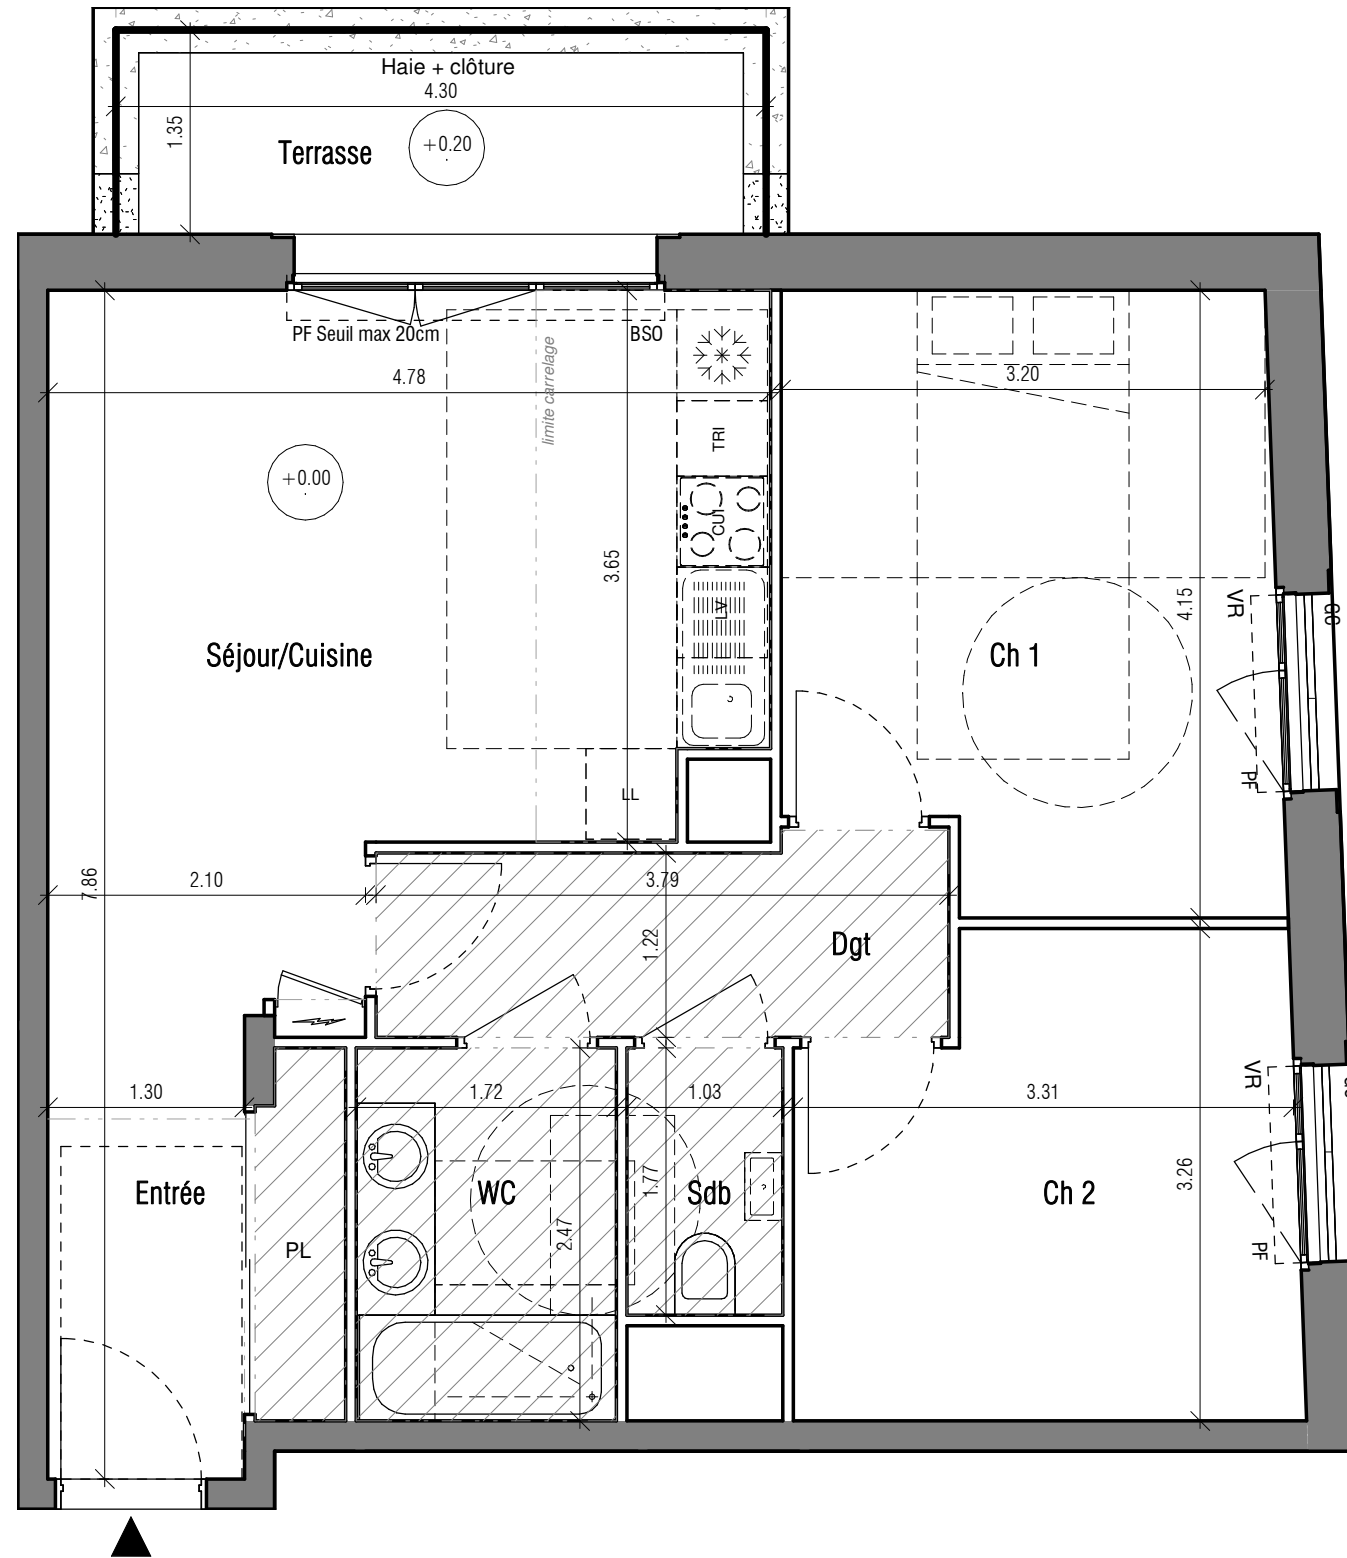 Haie + clôture
4.30
1.35
Terrasse
+0.20
PF Seuil max 20cm
BSO
limite carrelage
4.78
3.20
TRI
+0.00
CUI
3.65
LV
4.15
VR
Séjour/Cuisine
Ch 1
PF
LL
2.10
7.86
3.79
1.22
Dgt
1.30
1.72
1.03
3.31
VR
Entrée
WC
1.77
Sdb
3.26
Ch 2
2.47
PL
PF